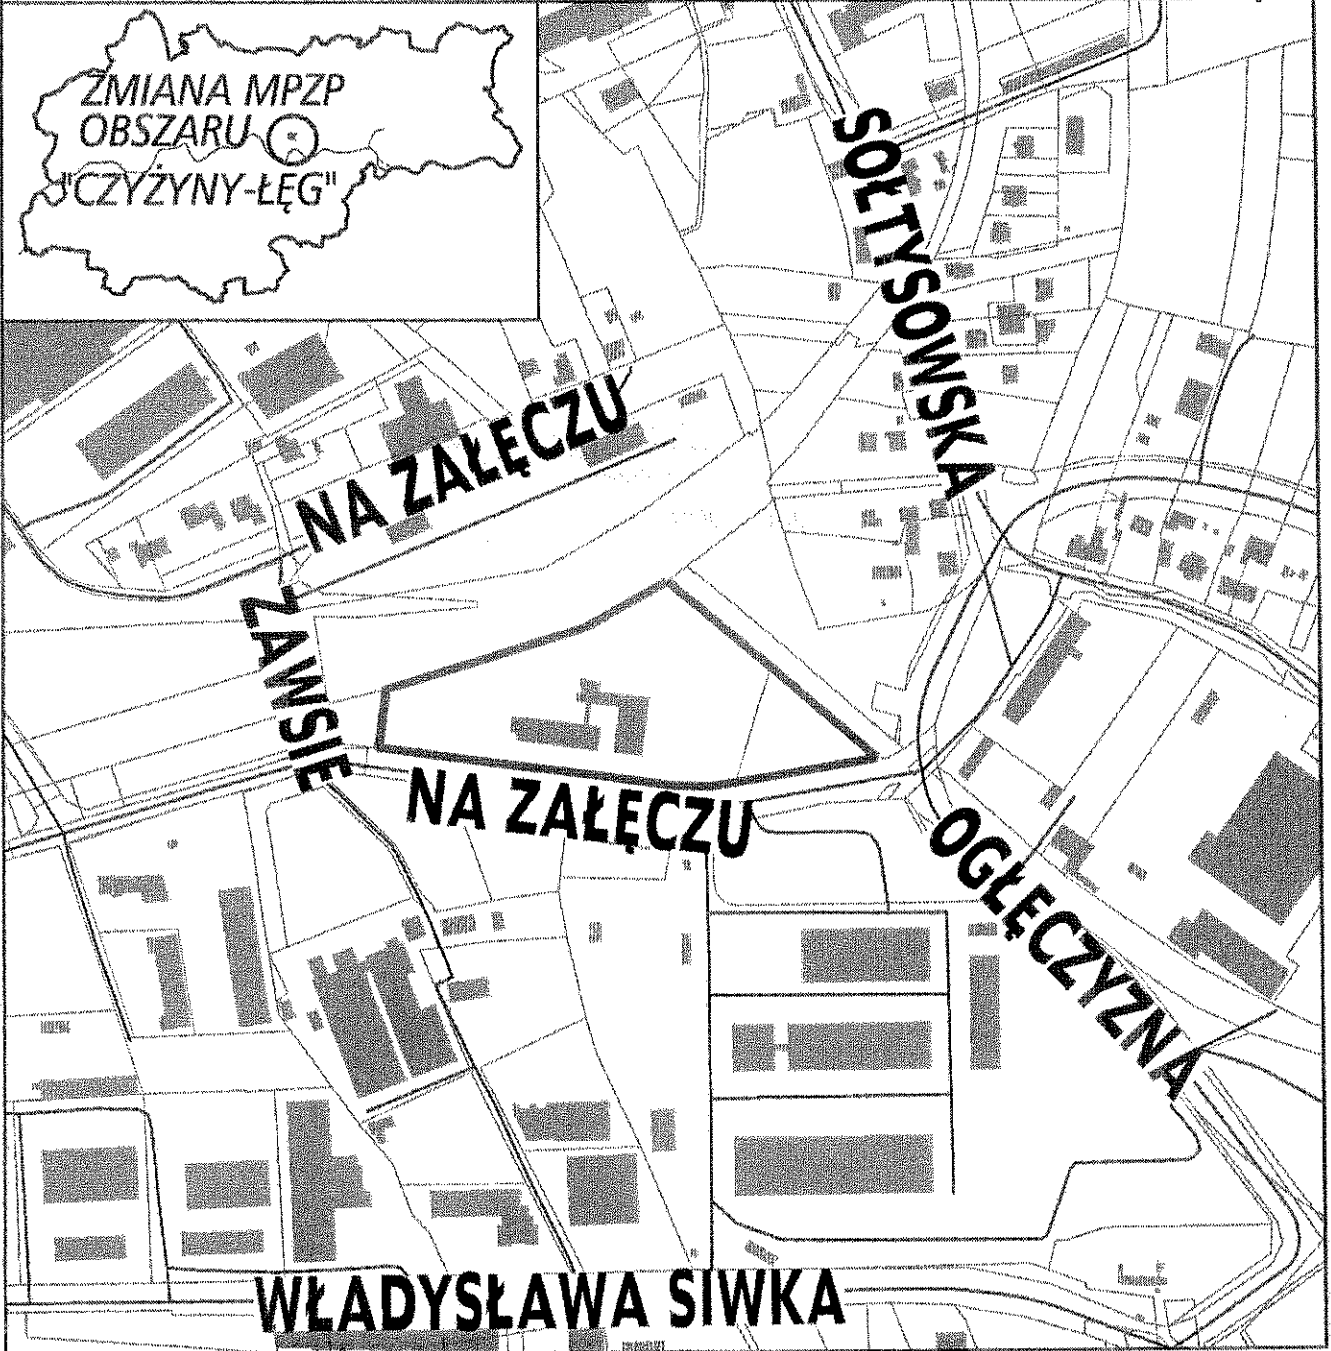 ZMIANA MPZP
OBSZARU
"CZYŻYNY-ŁĘG"
SOŁTYSOWSKA
NA ZAŁĘCZU
ZAWSIE
NA ZAŁĘCZU
OGŁĘCZYZNA
WŁADYSŁAWA SIWKA